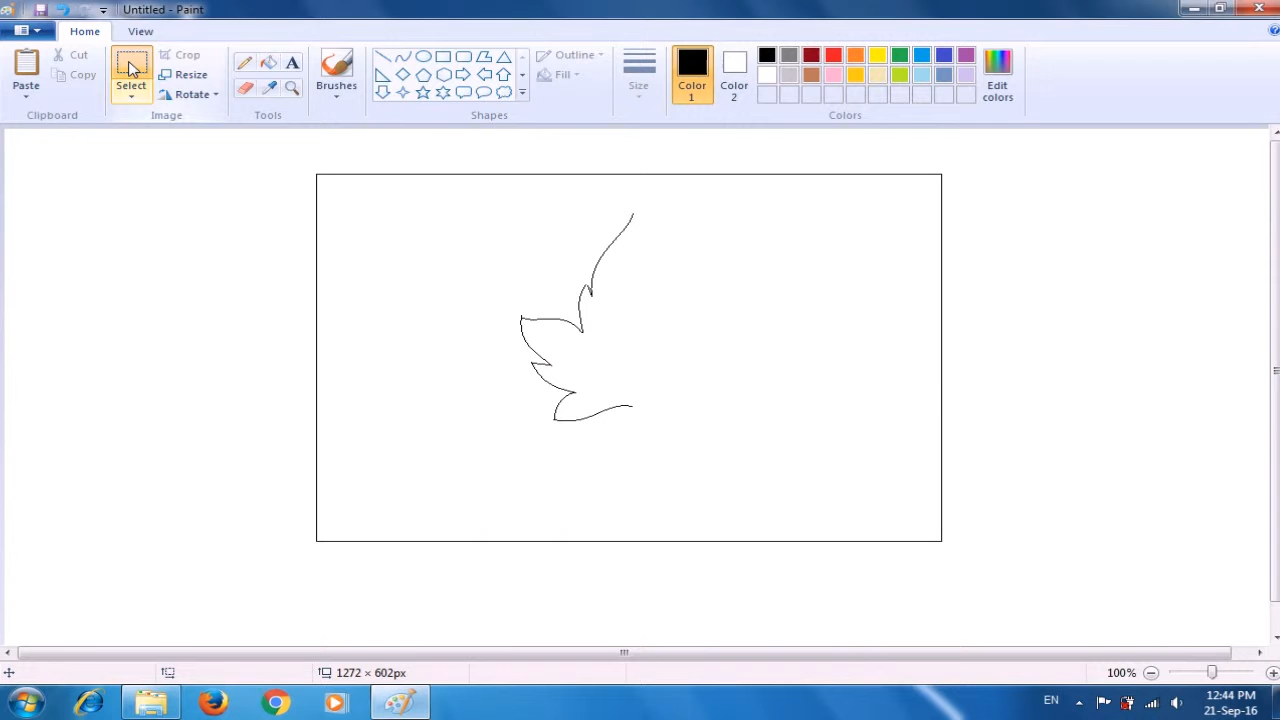 Untitled - Paint
Home View
Paste
Cut
Copy
Clipboard
Select
Crop
Resize
Rotate
Image
A
Tools
Brushes
Shapes
Outline
Fill
Size
Color 1
Color 2
Edit colors
Colors
1272 × 602px
100%
EN
12:44 PM
21-Sep-16